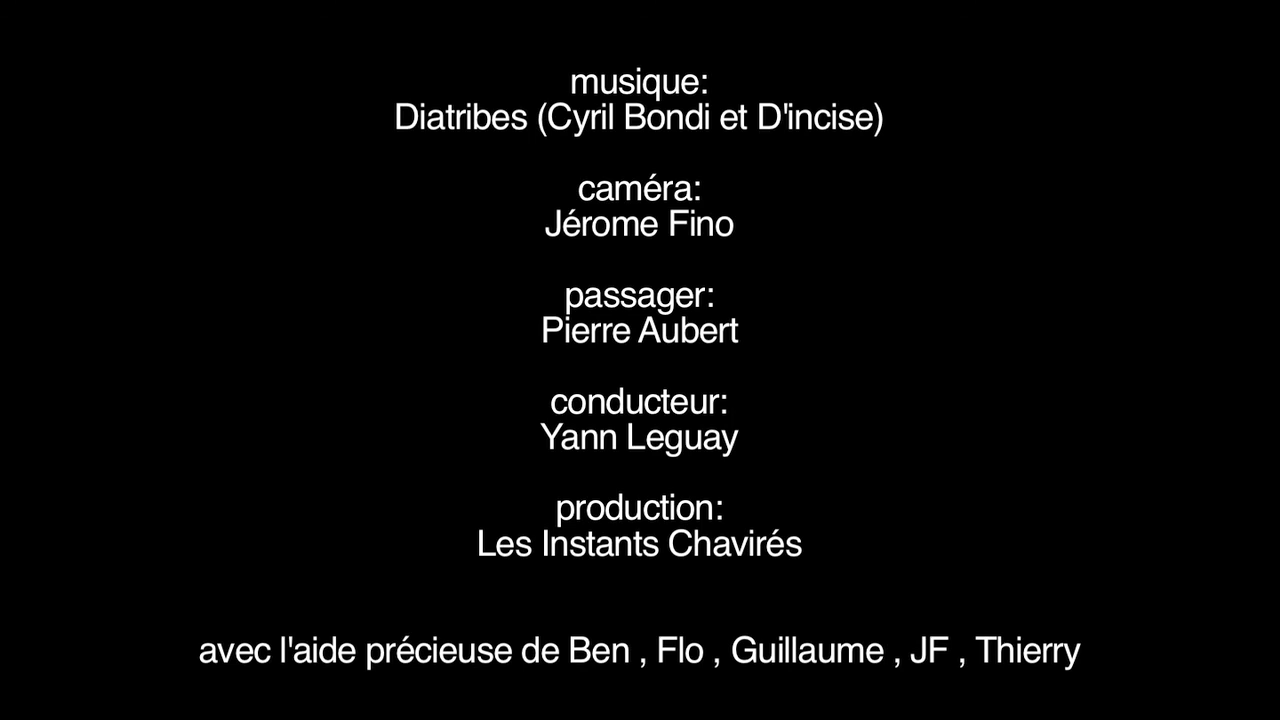 musique:
Diatribes (Cyril Bondi et D'incise)
caméra:
Jérome Fino
passager:
Pierre Aubert
conducteur:
Yann Leguay
production:
Les Instants Chavirés
avec l'aide précieuse de Ben , Flo , Guillaume , JF , Thierry